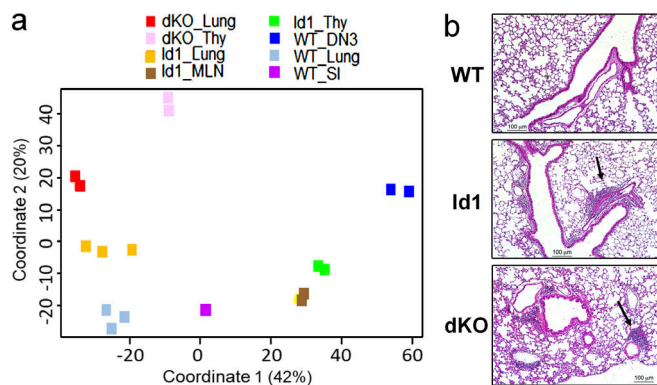 a
dKO_Lung
dKO_Thy
Id1_Lung
Id1_MLN
Id1_Thy
WT_DN3
WT_Lung
WT_SI
Coordinate 2 (20%)
40
30
20
10
0
-10
-20
-20
0
20
40
60
Coordinate 1 (42%)
b
WT
100 µm
Id1
100 µm
dKO
100 µm